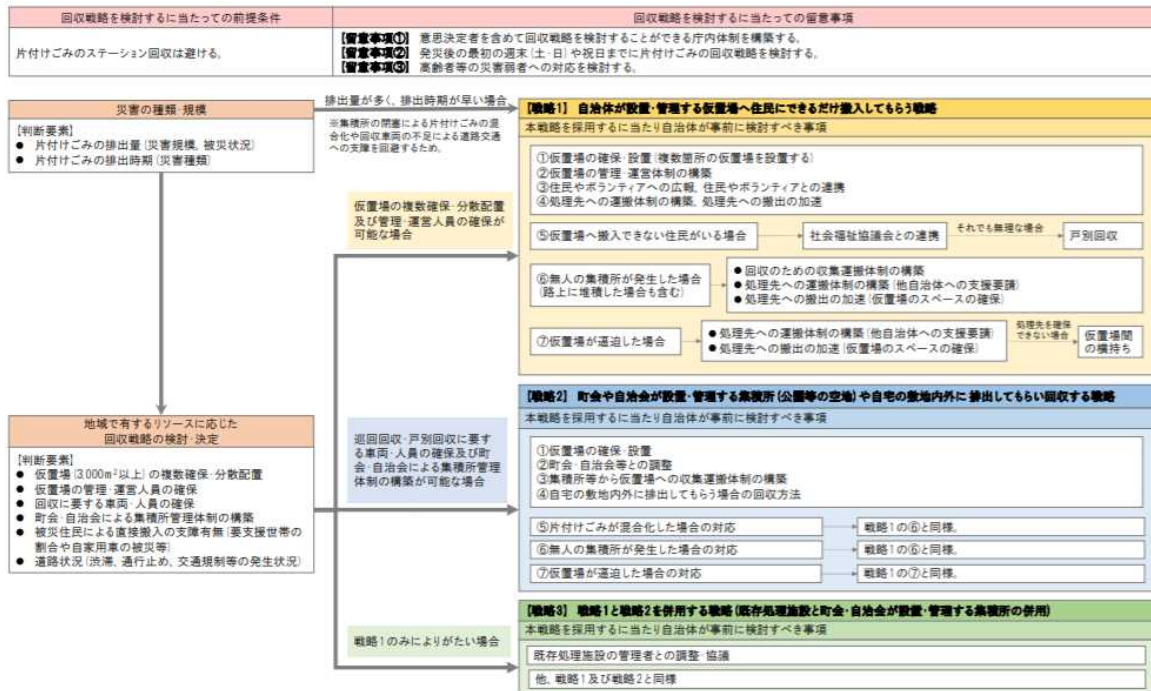 回収戦略を検討するに当たっての前提条件
回収戦略を検討するに当たっての留意事項
片付けごみのステーション回収は避ける。
【留意事項①】 意思決定者を含めて回収戦略を検討することができる庁内体制を構築する。
【留意事項②】 発災後の最初の週末(土・日)や祝日までに片付けごみの回収戦略を検討する。
【留意事項③】 高齢者等の災害弱者への対応を検討する。
災害の種類・規模
【判断要素】
● 片付けごみの排出量(災害規模、被災状況)
● 片付けごみの排出時期(災害種類)
排出量が多く、排出時期が早い場合
※集積所の閉塞による片付けごみの混
合化や回収車両の不足による道路交通
への支障を回避するため。
【戦略1】 自治体が設置・管理する仮置場へ住民にできるだけ搬入してもらう戦略
本戦略を採用するに当たり自治体が事前に検討すべき事項
①仮置場の確保・設置(複数箇所の仮置場を設置する)
②仮置場の管理・運営体制の構築
③住民やボランティアへの広報、住民やボランティアとの連携
④処理先への運搬体制の構築、処理先への搬出の加速
仮置場の複数確保・分散配置
及び管理・運営人員の確保が
可能な場合
⑤仮置場へ搬入できない住民がいる場合
社会福祉協議会との連携
それでも無理な場合
戸別回収
⑥無人の集積所が発生した場合
(路上に堆積した場合も含む)
● 回収のための収集運搬体制の構築
● 処理先への運搬体制の構築(他自治体への支援要請)
● 処理先への搬出の加速(仮置場のスペースの確保)
⑦仮置場が逼迫した場合
● 処理先への運搬体制の構築(他自治体への支援要請)
● 処理先への搬出の加速(仮置場のスペースの確保)
処理先を確保
できない場合
仮置場間
の横持ち
地域で有するリソースに応じた
回収戦略の検討・決定
【判断要素】
● 仮置場(3,000m²以上)の複数確保・分散配置
● 仮置場の管理・運営人員の確保
● 回収に要する車両・人員の確保
● 町会・自治会による集積所管理体制の構築
● 被災住民による直接搬入の支障有無(要支援世帯の
割合や自家用車の被災等)
● 道路状況(渋滞、通行止め、交通規制等の発生状況)
巡回回収・戸別回収に要す
る車両・人員の確保及び町
会・自治会による集積所管理
体制の構築が可能な場合
【戦略2】 町会や自治会が設置・管理する集積所(公園等の空地)や自宅の敷地内外に排出してもらい回収する戦略
本戦略を採用するに当たり自治体が事前に検討すべき事項
①仮置場の確保・設置
②町会・自治会等との調整
③集積所等から仮置場への収集運搬体制の構築
④自宅の敷地内外に排出してもらう場合の回収方法
⑤片付けごみが混合化した場合の対応
戦略1の⑥と同様。
⑥無人の集積所が発生した場合の対応
戦略1の⑥と同様。
⑦仮置場が逼迫した場合の対応
戦略1の⑦と同様。
戦略1のみによりがたい場合
【戦略3】 戦略1と戦略2を併用する戦略(既存処理施設と町会・自治会が設置・管理する集積所の併用)
本戦略を採用するに当たり自治体が事前に検討すべき事項
既存処理施設の管理者との調整・協議
他、戦略1及び戦略2と同様